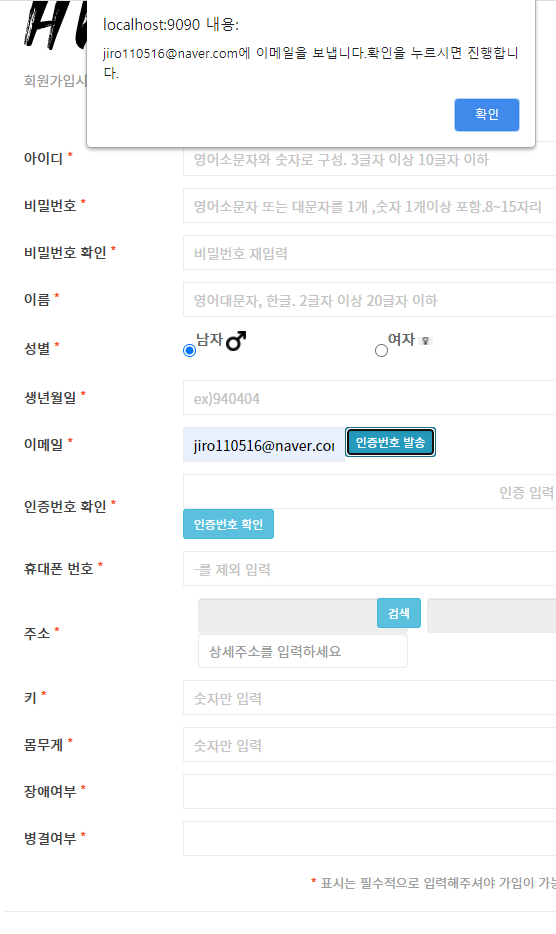 localhost:9090 내용:
jiro110516@naver.com에 이메일을 보냅니다.확인을 누르시면 진행합니
다.
확인
회원가입시
아이디 * 영어소문자와 숫자로 구성. 3글자 이상 10글자 이하
비밀번호 * 영어소문자 또는 대문자를 1개 ,숫자 1개이상 포함.8~15자리
비밀번호 확인 * 비밀번호 재입력
이름 * 영어대문자, 한글. 2글자 이상 20글자 이하
성별 * 남자 여자
생년월일 * ex)940404
이메일 * jiro110516@naver.com 인증번호 발송
인증번호 확인 * 인증 입력
인증번호 확인
휴대폰 번호 * -를 제외 입력
주소 * 검색
상세주소를 입력하세요
키 * 숫자만 입력
몸무게 * 숫자만 입력
장애여부 *
병결여부 *
* 표시는 필수적으로 입력해주셔야 가입이 가능